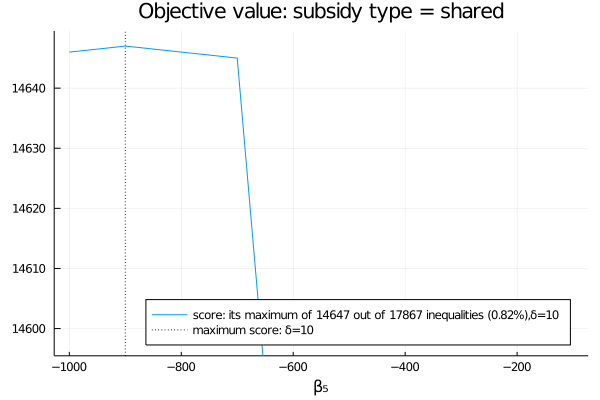 Objective value: subsidy type = shared
14640
14630
14620
14610
14600
score: its maximum of 14647 out of 17867 inequalities (0.82%),δ=10
maximum score: δ=10
−1000 −800 −600 −400 −200
β₅